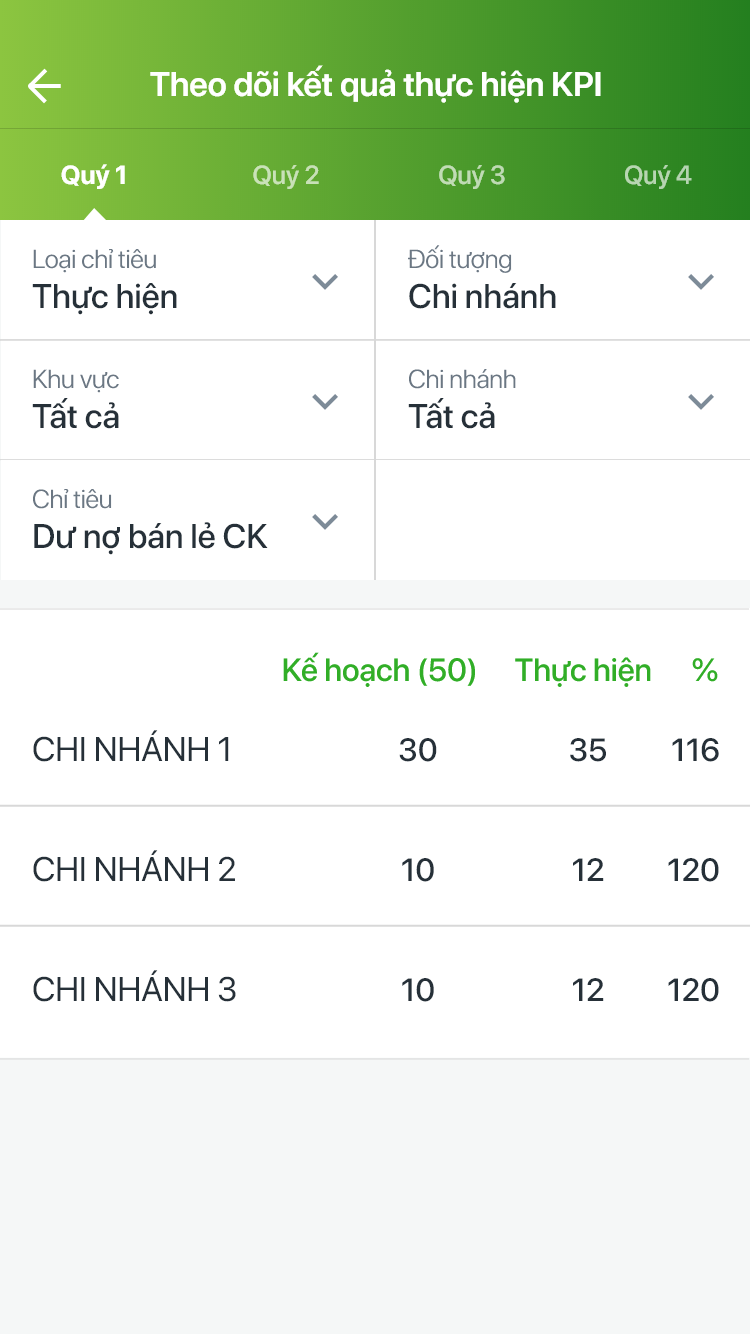 Theo dõi kết quả thực hiện KPI
Quý 1 Quý 2 Quý 3 Quý 4
Loại chỉ tiêu
Thực hiện
Đối tượng
Chi nhánh
Khu vực
Tất cả
Chi nhánh
Tất cả
Chỉ tiêu
Dư nợ bán lẻ CK
Kế hoạch (50) Thực hiện %
CHI NHÁNH 1 30 35 116
CHI NHÁNH 2 10 12 120
CHI NHÁNH 3 10 12 120